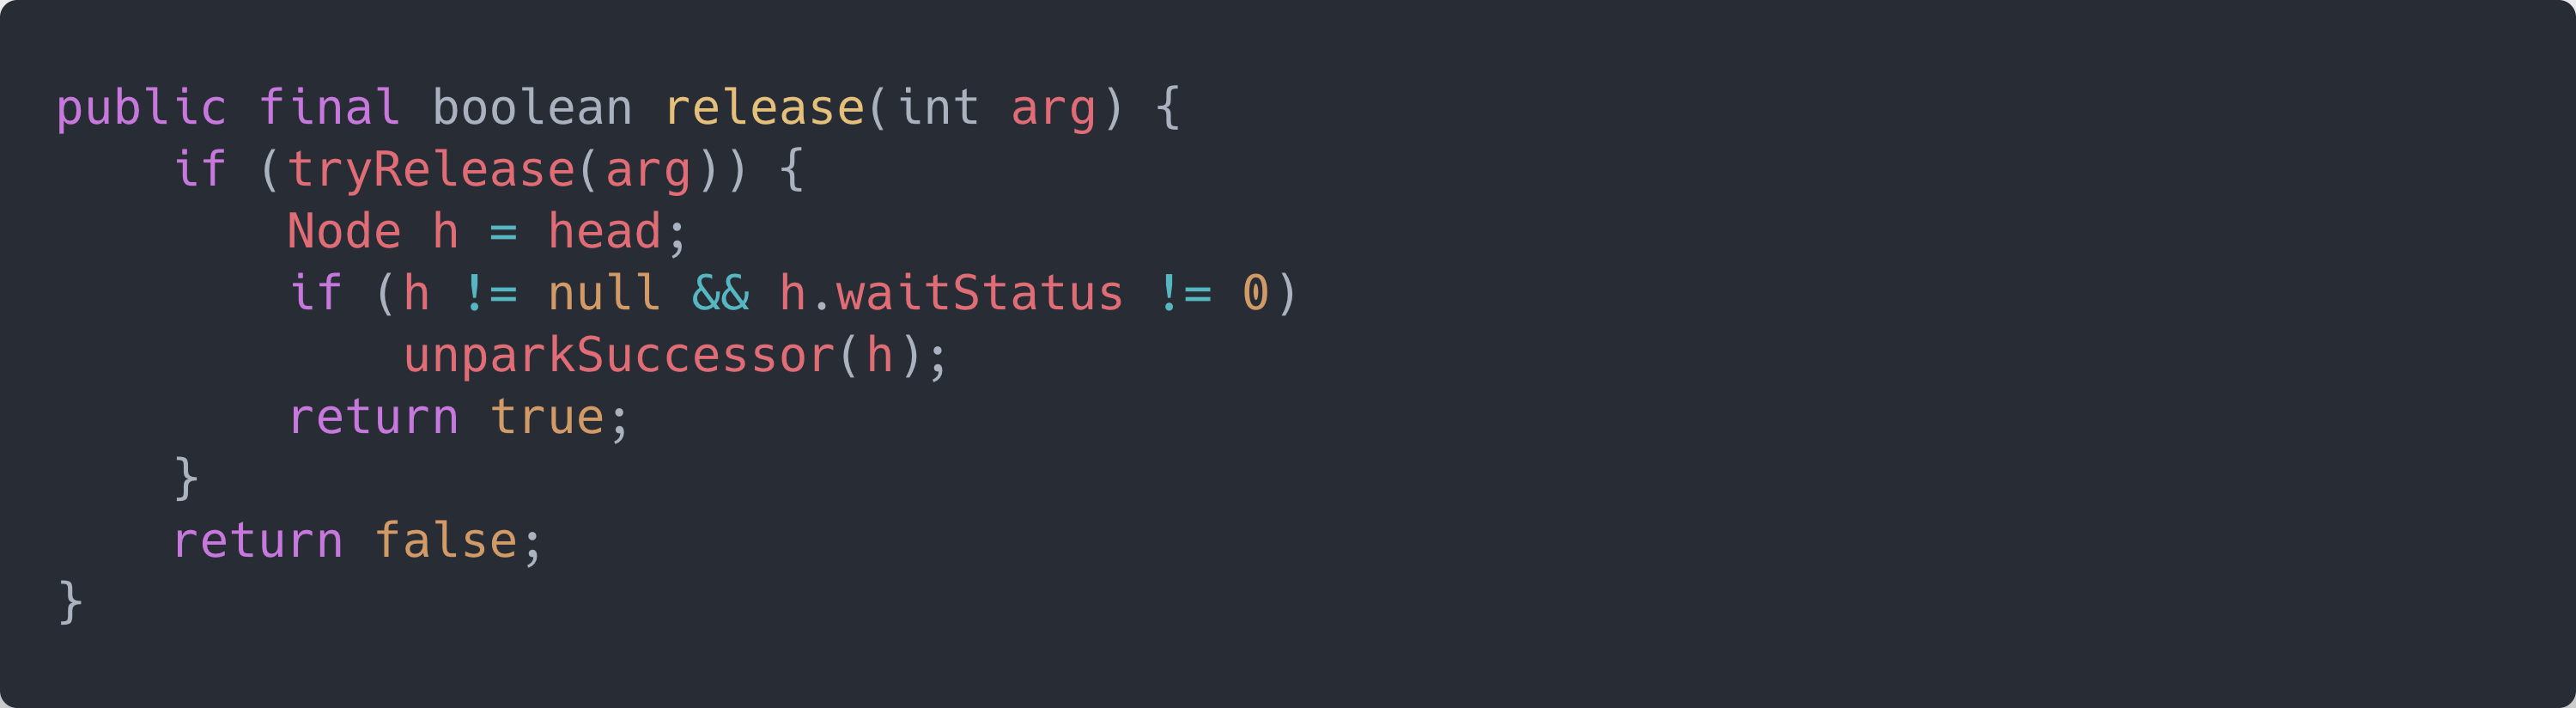 public final boolean release(int arg) {
    if (tryRelease(arg)) {
        Node h = head;
        if (h != null && h.waitStatus != 0)
            unparkSuccessor(h);
        return true;
    }
    return false;
}